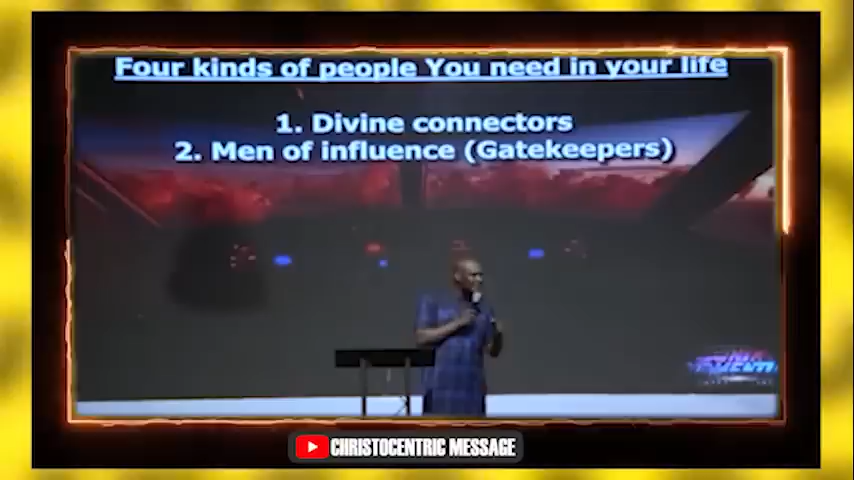 Four kinds of people You need in your life
1. Divine connectors
2. Men of influence (Gatekeepers)
CHRISTOCENTRIC MESSAGE